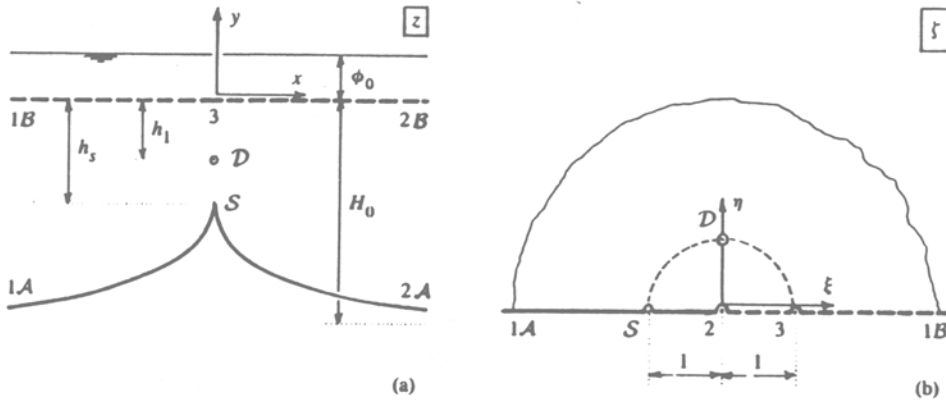 y
z
ϕ₀
x
1B
3
2B
h₁
hₛ
D
S
H₀
1A
2A
(a)
ζ
D
η
ξ
1A
S
2
3
1B
1
1
(b)